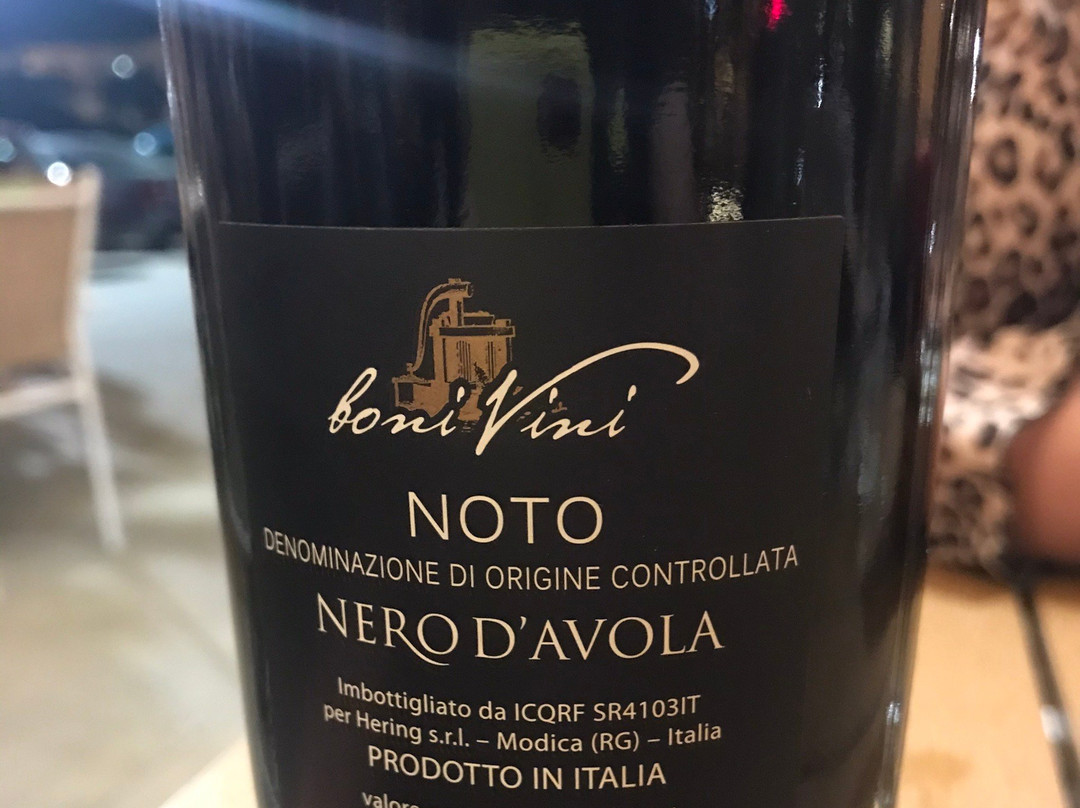 boni Vini
NOTO
DENOMINAZIONE DI ORIGINE CONTROLLATA
NERO D'AVOLA
Imbottigliato da ICQRF SR4103IT
per Hering s.r.l. – Modica (RG) – Italia
PRODOTTO IN ITALIA